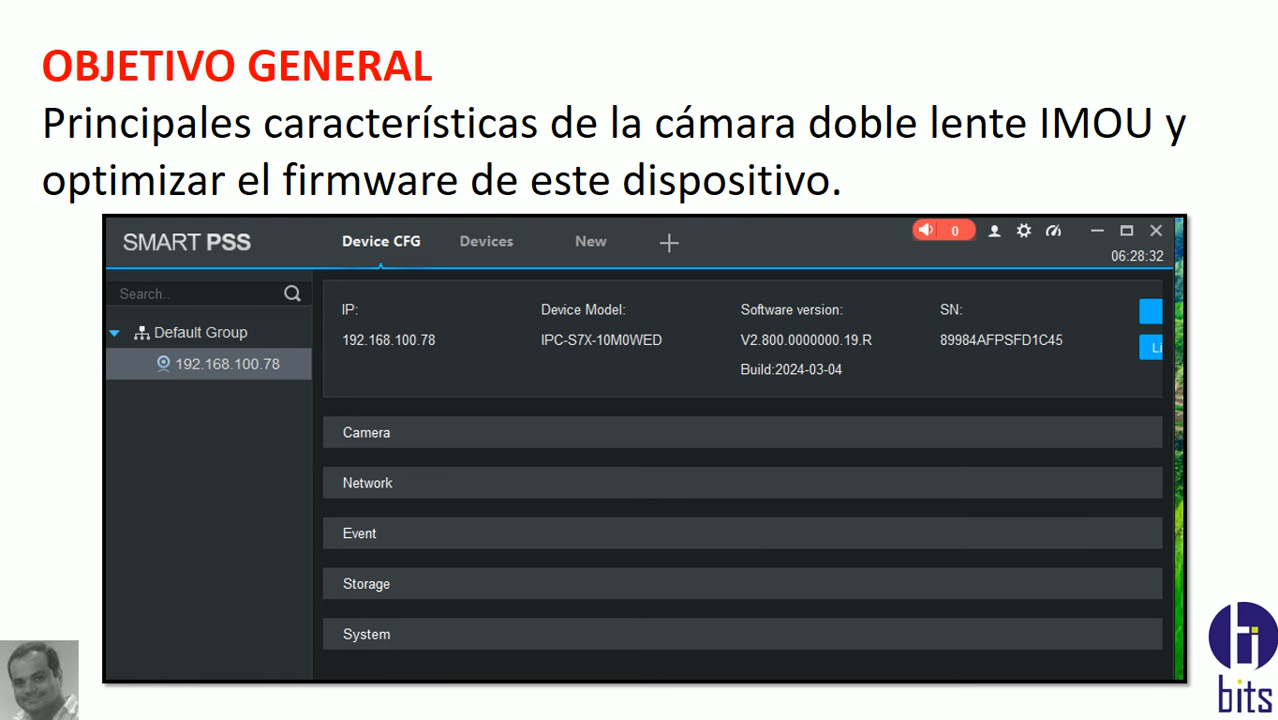 OBJETIVO GENERAL
Principales características de la cámara doble lente IMOU y
optimizar el firmware de este dispositivo.
SMART PSS
Device CFG
Devices
New
0
06:28:32
Search..
Default Group
192.168.100.78
IP:
Device Model:
Software version:
SN:
192.168.100.78
IPC-S7X-10M0WED
V2.800.0000000.19.R
89984AFPSFD1C45
Build:2024-03-04
Li
Camera
Network
Event
Storage
System
bits